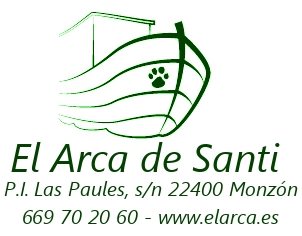 El Arca de Santi
P.I. Las Paules, s/n 22400 Monzón
669 70 20 60 - www.elarca.es